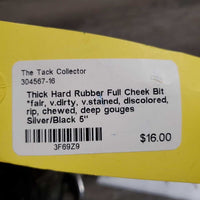 The Tack Collector
304567-16
Thick Hard Rubber Full Cheek Bit
*fair, v.dirty, v.stained, discolored,
rip, chewed, deep gouges
Silver/Black 5"
$16.00
3F69Z9